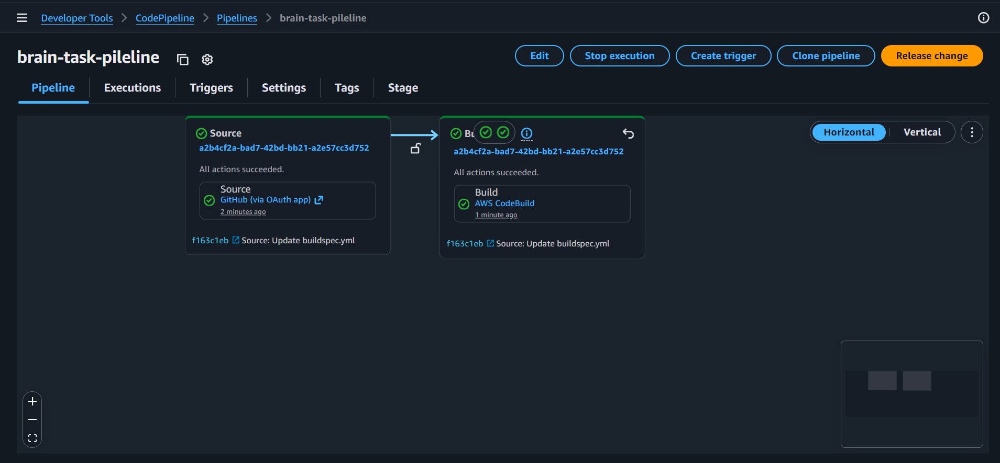 Developer Tools > CodePipeline > Pipelines > brain-task-pileline
brain-task-pileline
Edit
Stop execution
Create trigger
Clone pipeline
Release change
Pipeline
Executions
Triggers
Settings
Tags
Stage
Source
a2b4cf2a-bad7-42bd-bb21-a2e57cc3d752
All actions succeeded.
Source
GitHub (via OAuth app)
2 minutes ago
f163c1eb Source: Update buildspec.yml
a2b4cf2a-bad7-42bd-bb21-a2e57cc3d752
All actions succeeded.
Build
AWS CodeBuild
1 minute ago
f163c1eb Source: Update buildspec.yml
Horizontal
Vertical